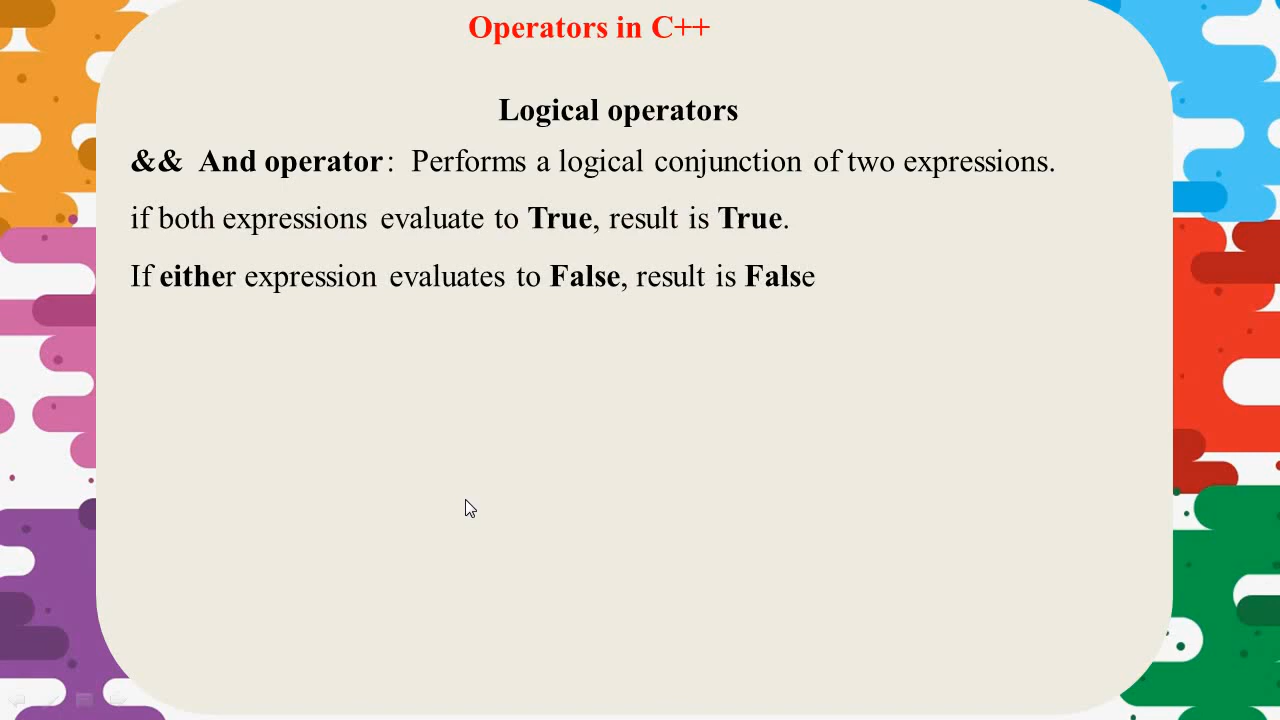 Operators in C++
Logical operators
&& And operator: Performs a logical conjunction of two expressions.
if both expressions evaluate to True, result is True.
If either expression evaluates to False, result is False